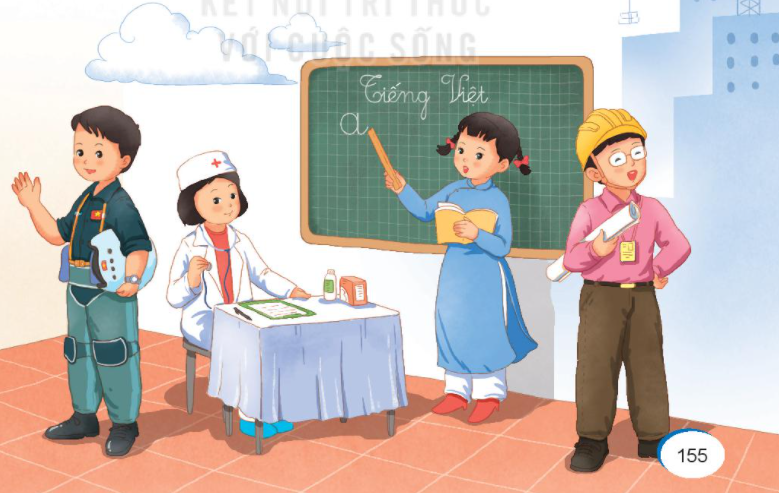 KẾT NỐI TRI THỨC
VỚI CUỘC SỐNG
Tiếng Việt
a
155